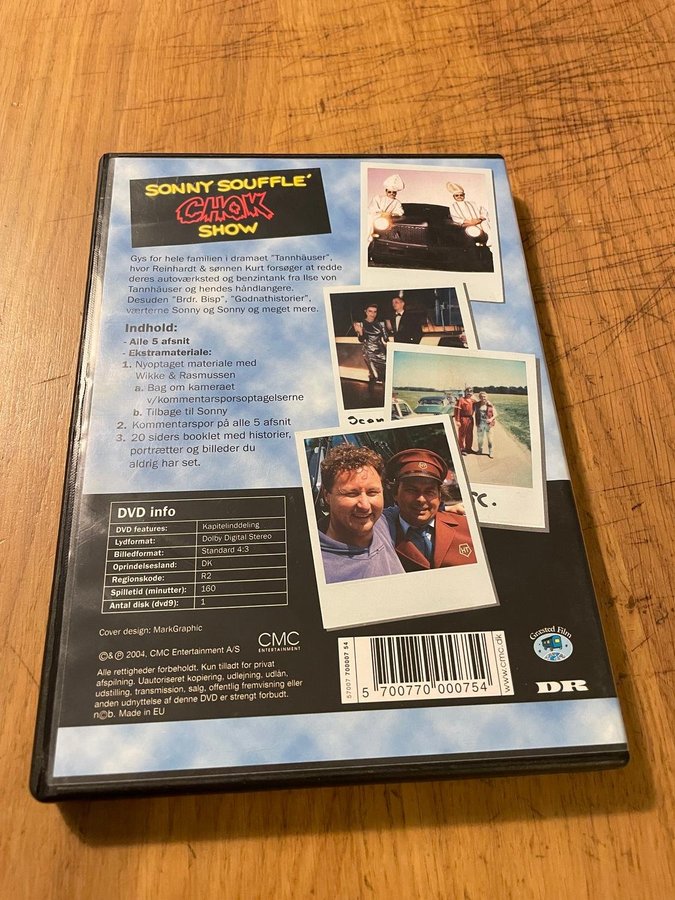 SONNY SOUFFLE´
CHOK
SHOW
Gys for hele familien i dramaet "Tannhäuser",
hvor Reinhardt & sønnen Kurt forsøger at redde
deres autoværksted og benzintank fra Ilse von
Tannhäuser og hendes håndlangere.
Desuden "Brdr. Bisp", "Godnathistorier",
værterne Sonny og Sonny og meget mere.
Indhold:
- Alle 5 afsnit
- Ekstramateriale:
1. Nyoptaget materiale med
Wikke & Rasmussen
a. Bag om kameraet
v/kommentarsporsoptagelserne
b. Tilbage til Sonny
2. Kommentarspor på alle 5 afsnit
3. 20 siders booklet med historier,
portrætter og billeder du
aldrig har set.
DVD info
DVD features: Kapitelinddeling
Lydformat: Dolby Digital Stereo
Billedformat: Standard 4:3
Oprindelsesland: DK
Regionskode: R2
Spilletid (minutter): 160
Antal disk (dvd9): 1
Cover design: MarkGraphic
©&℗ 2004, CMC Entertainment A/S
CMC
ENTERTAINMENT
Alle rettigheder forbeholdt. Kun tilladt for privat
afspilning. Uautoriseret kopiering, udlejning, udlån,
udstilling, transmission, salg, offentlig fremvisning eller
anden udnyttelse af denne DVD er strengt forbudt.
n©b. Made in EU
57007 700007 54
5 700770 000754
www.cmc.dk
Græsted Film
DR
HT